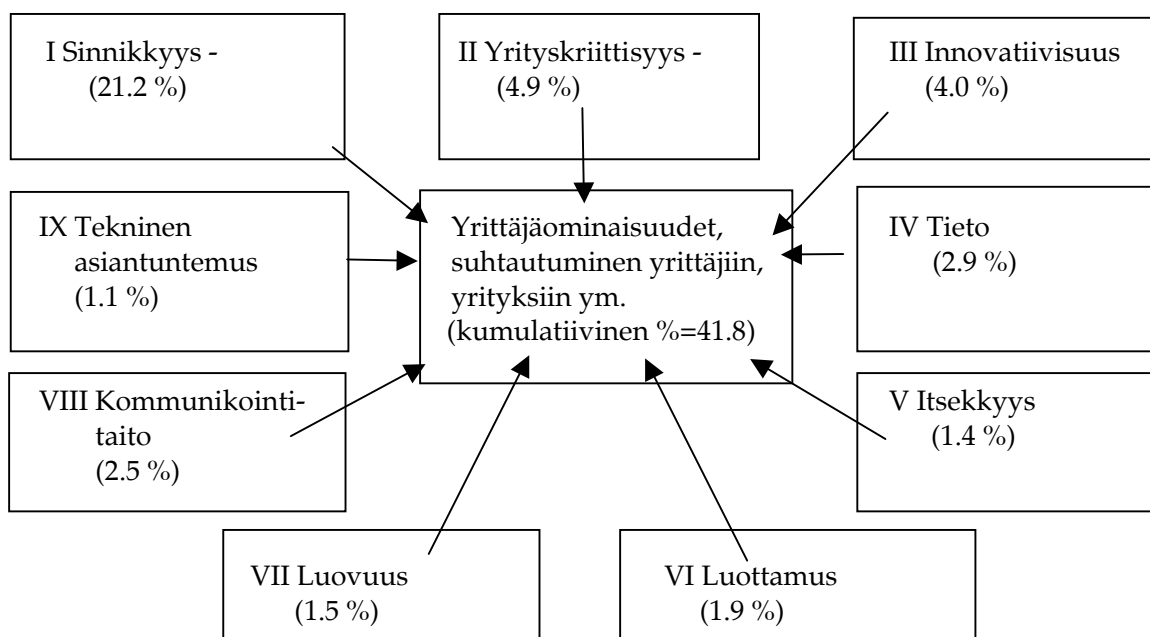 I Sinnikkyys -
(21.2 %)
II Yrityskriittisyys -
(4.9 %)
III Innovatiivisuus
(4.0 %)
IX Tekninen
asiantuntemus
(1.1 %)
Yrittäjäominaisuudet,
suhtautuminen yrittäjiin,
yrityksiin ym.
(kumulatiivinen %=41.8)
IV Tieto
(2.9 %)
VIII Kommunikointi-
taito
(2.5 %)
V Itsekkyys
(1.4 %)
VII Luovuus
(1.5 %)
VI Luottamus
(1.9 %)